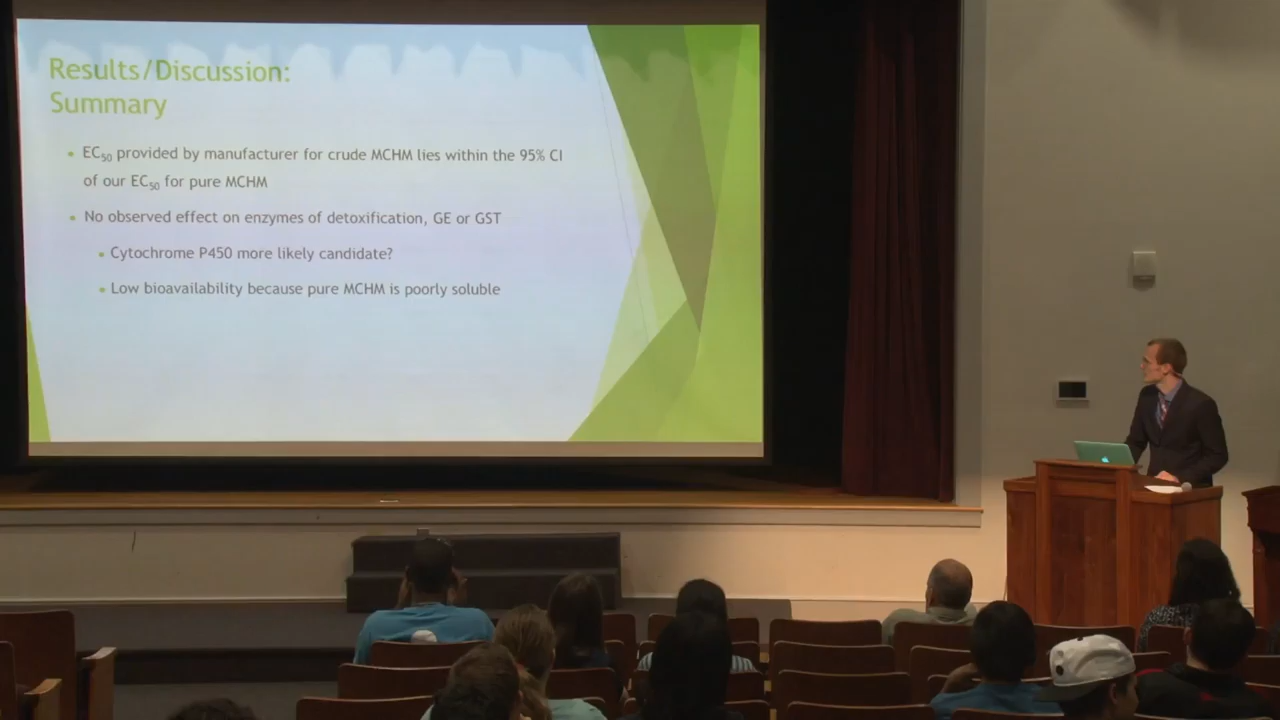 Results/Discussion:
Summary
• EC₅₀ provided by manufacturer for crude MCHM lies within the 95% CI
of our EC₅₀ for pure MCHM
• No observed effect on enzymes of detoxification, GE or GST
• Cytochrome P450 more likely candidate?
• Low bioavailability because pure MCHM is poorly soluble